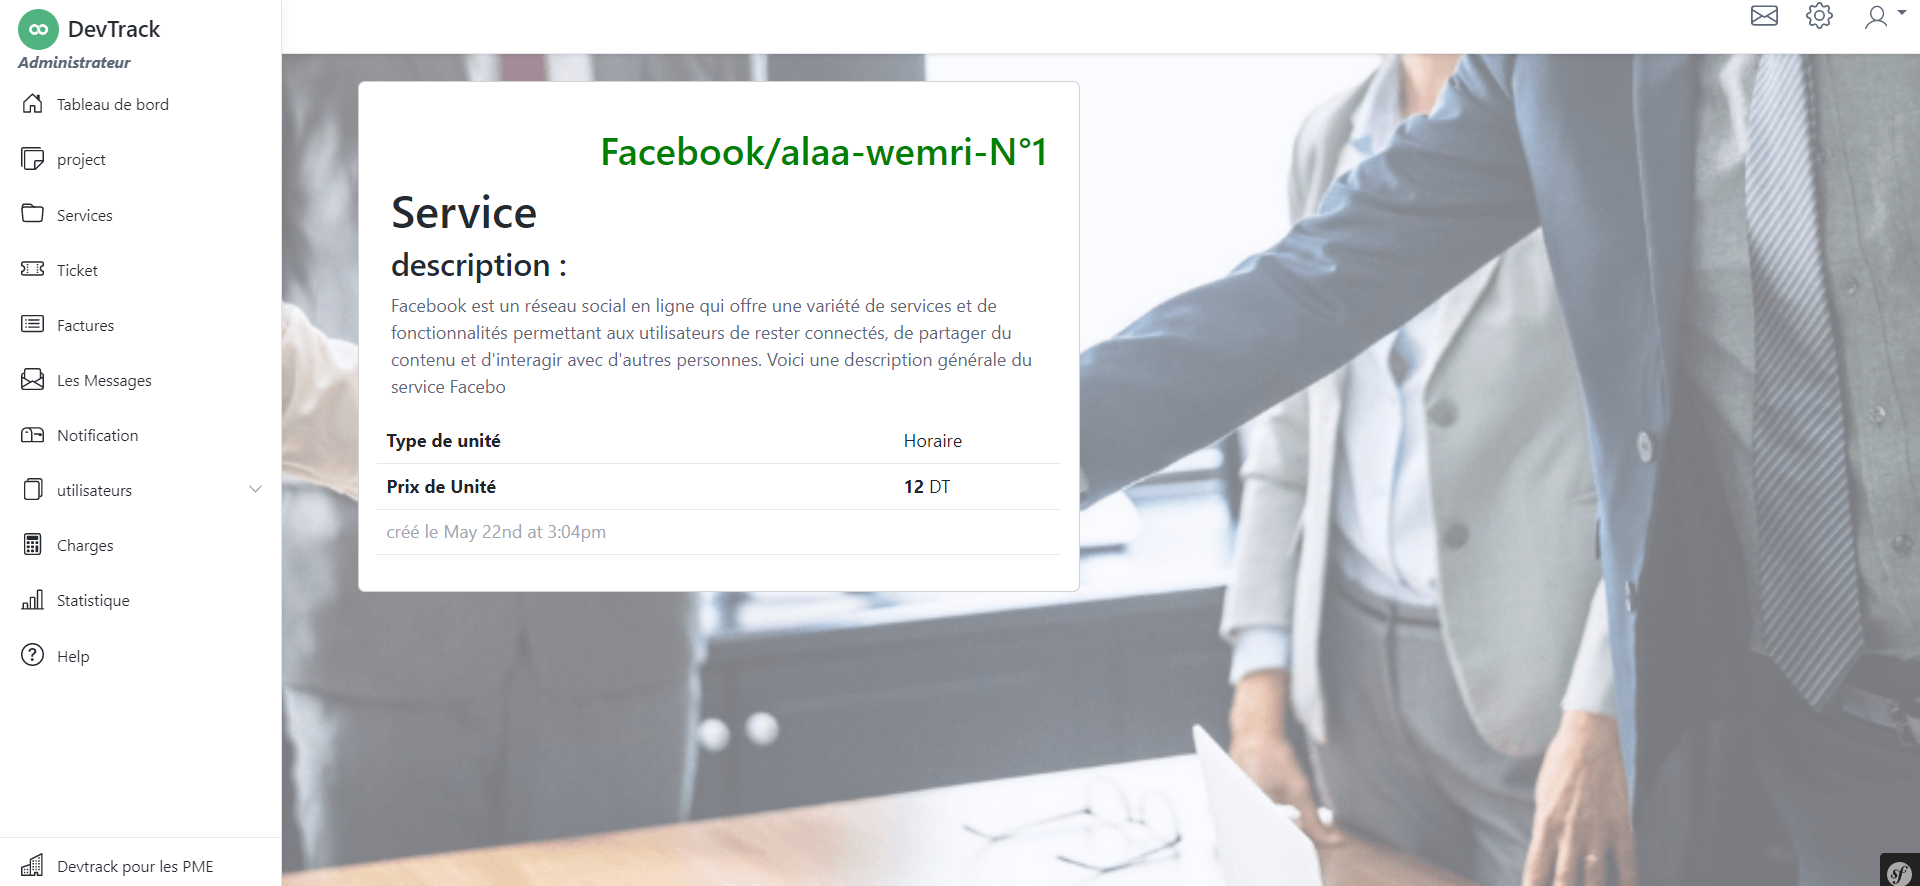 DevTrack
Administrateur
Tableau de bord
project
Services
Ticket
Factures
Les Messages
Notification
utilisateurs
Charges
Statistique
Help
Devtrack pour les PME
Facebook/alaa-wemri-N°1
Service
description :
Facebook est un réseau social en ligne qui offre une variété de services et de
fonctionnalités permettant aux utilisateurs de rester connectés, de partager du
contenu et d'interagir avec d'autres personnes. Voici une description générale du
service Facebo
Type de unité Horaire
Prix de Unité 12 DT
créé le May 22nd at 3:04pm
sf